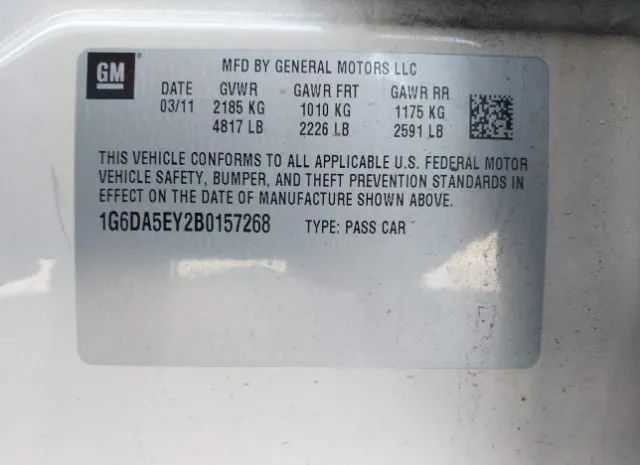 GM
MFD BY GENERAL MOTORS LLC
DATE GVWR GAWR FRT GAWR RR
03/11 2185 KG 1010 KG 1175 KG
4817 LB 2226 LB 2591 LB
THIS VEHICLE CONFORMS TO ALL APPLICABLE U.S. FEDERAL MOTOR
VEHICLE SAFETY, BUMPER, AND THEFT PREVENTION STANDARDS IN
EFFECT ON THE DATE OF MANUFACTURE SHOWN ABOVE.
1G6DA5EY2B0157268 TYPE: PASS CAR